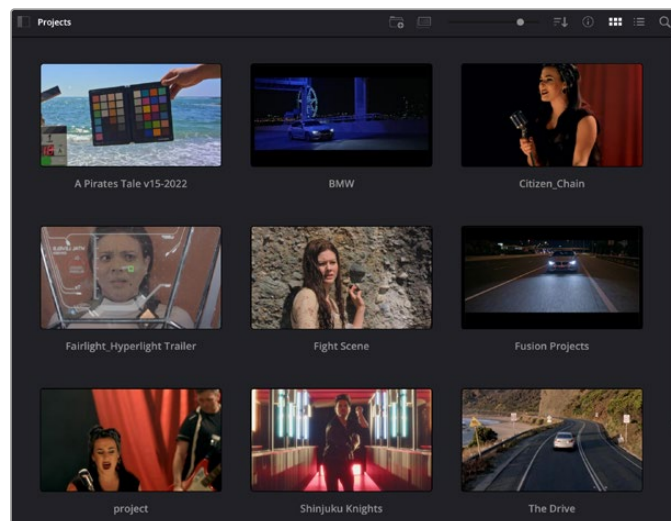 Projects
A Pirates Tale v15-2022
BMW
Citizen_Chain
Fairlight_Hyperlight Trailer
Fight Scene
Fusion Projects
project
Shinjuku Knights
The Drive